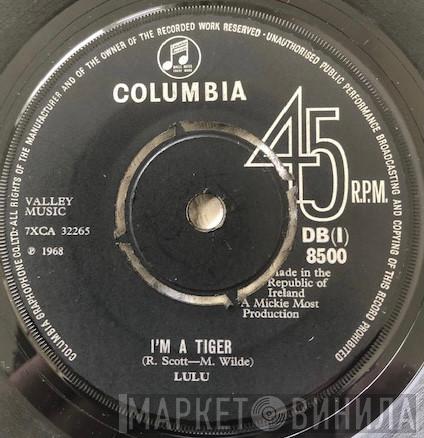 ALL RIGHTS OF THE MANUFACTURER AND OF THE OWNER OF THE RECORDED WORK RESERVED - UNAUTHORISED PUBLIC PERFORMANCE BROADCASTING AND COPYING OF THIS RECORD PROHIBITED
COLUMBIA GRAPHOPHONE CO.LTD.
COLUMBIA
45
R.P.M.
VALLEY
MUSIC
7XCA 32265
℗ 1968
DB(I)
8500
Made in the
Republic of
Ireland
A Mickie Most
Production
I'M A TIGER
(R. Scott—M. Wilde)
LULU
МАРКЕТ ВИНИЛА